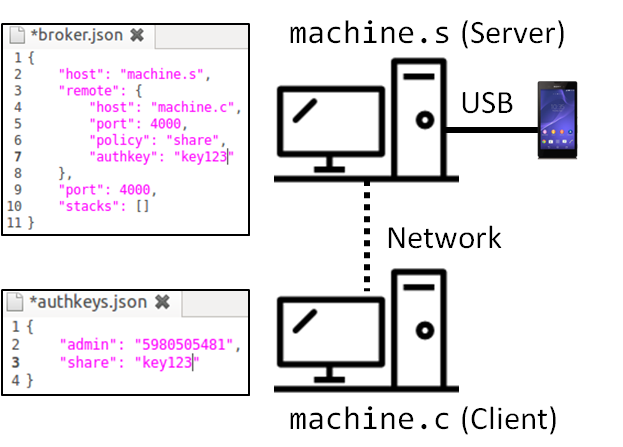 *broker.json ✖
1 {
2 "host": "machine.s",
3 "remote": {
4 "host": "machine.c",
5 "port": 4000,
6 "policy": "share",
7 "authkey": "key123"
8 },
9 "port": 4000,
10 "stacks": []
11 }
machine.s (Server)
USB
Network
*authkeys.json ✖
1 {
2 "admin": "5980505481",
3 "share": "key123"
4 }
machine.c (Client)